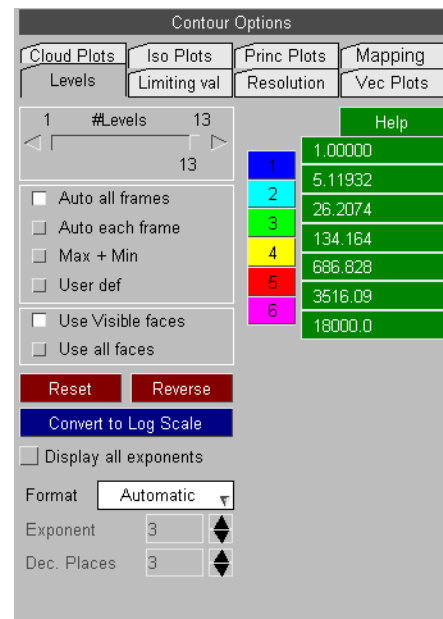 Contour Options
Cloud Plots Iso Plots Princ Plots Mapping
Levels Limiting val Resolution Vec Plots
1 #Levels 13
13
Auto all frames
Auto each frame
Max + Min
User def
Use Visible faces
Use all faces
Reset Reverse
Convert to Log Scale
Display all exponents
Format Automatic
Exponent 3
Dec. Places 3
Help
1.00000
1
5.11932
2
26.2074
3
134.164
4
686.828
5
3516.09
6
18000.0